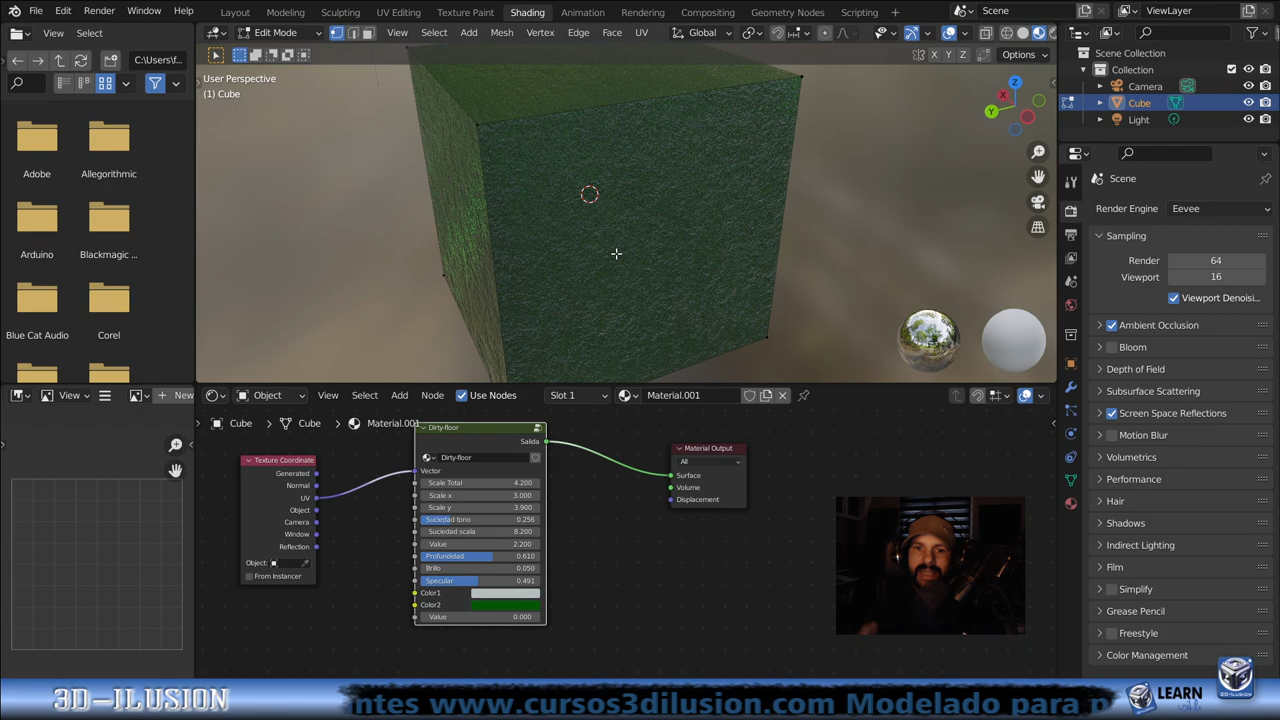 File Edit Render Window Help Layout Modeling Sculpting UV Editing Texture Paint Shading Animation Rendering Compositing Geometry Nodes Scripting Scene ViewLayer
View Select Edit Mode View Select Add Mesh Vertex Edge Face UV Global
C:\Users\f... X Y Z Options
User Perspective
(1) Cube
Z
X
Y
Scene Collection
Collection
Camera
Cube
Light
Adobe Allegorithmic
Arduino Blackmagic ...
Blue Cat Audio Corel
Scene
Render Engine Eevee
Sampling
Render 64
Viewport 16
Viewport Denoisi...
Ambient Occlusion
Bloom
Depth of Field
Subsurface Scattering
Screen Space Reflections
Motion Blur
Volumetrics
Performance
Hair
Shadows
Indirect Lighting
Film
Simplify
Grease Pencil
Freestyle
Color Management
View New Object View Select Add Node Use Nodes Slot 1 Material.001
Cube Cube Material.001
Texture Coordinate
Generated
Normal
UV
Object
Camera
Window
Reflection
Object:
From Instancer
Dirty-floor
Salida
Dirty-floor
Vector
Scale Total 4.200
Scale x 3.000
Scale y 3.900
Suciedad tono 0.256
Suciedad scala 8.200
Value 2.200
Profundidad 0.610
Brillo 0.050
Specular 0.491
Color1
Color2
Value 0.000
Material Output
All
Surface
Volume
Displacement
3D-ILUSION
ntes www.cursos3dilusion.com Modelado para p
LEARN